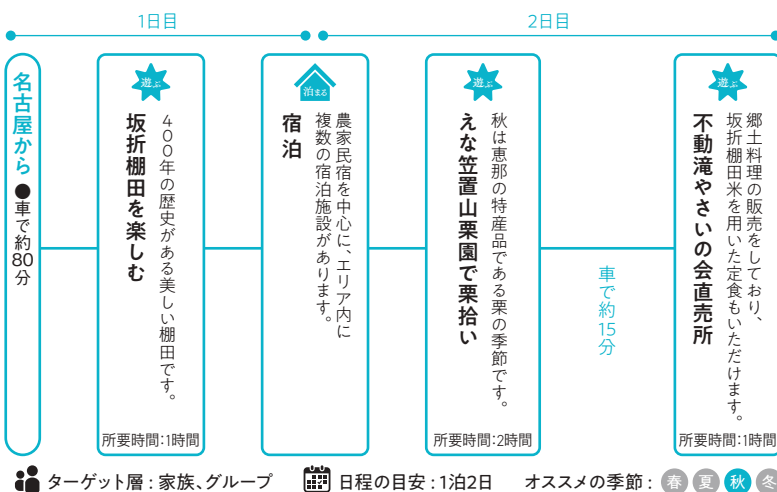 1日目
2日目
名古屋から ●車で約80分
遊ぶ
坂折棚田を楽しむ
400年の歴史がある美しい棚田です。
所要時間:1時間
泊まる
宿泊
農家民宿を中心に、エリア内に
複数の宿泊施設があります。
遊ぶ
えな笠置山栗園で栗拾い
秋は恵那の特産品である栗の季節です。
所要時間:2時間
車で約15分
遊ぶ
不動滝やさいの会直売所
郷土料理の販売をしており、
坂折棚田米を用いた定食もいただけます。
所要時間:1時間
ターゲット層:家族、グループ 日程の目安:1泊2日 オススメの季節: 春 夏 秋 冬